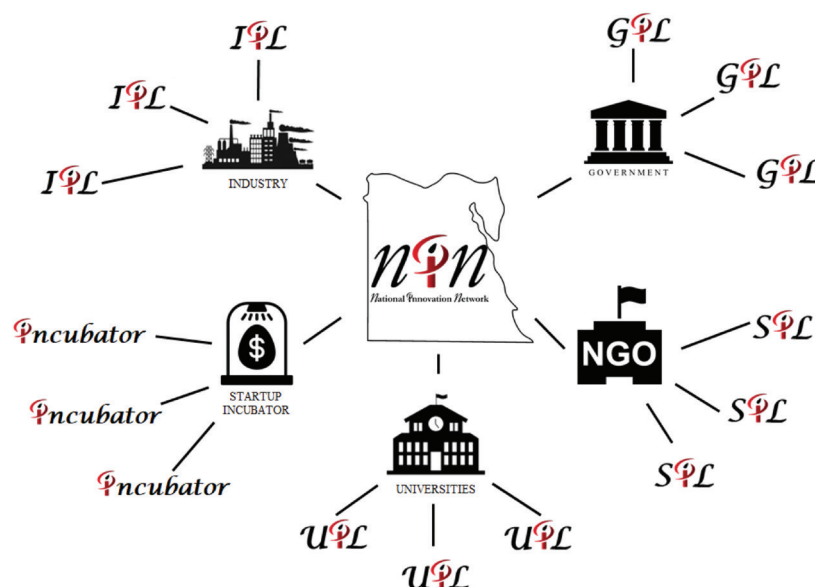 IiL
GiL
IiL
GiL
IiL
GiL
INDUSTRY
GOVERNMENT
NiN
National Innovation Network
incubator
$
NGO
SiL
STARTUP
INCUBATOR
incubator
SiL
incubator
SiL
UNIVERSITIES
UiL
UiL
UiL